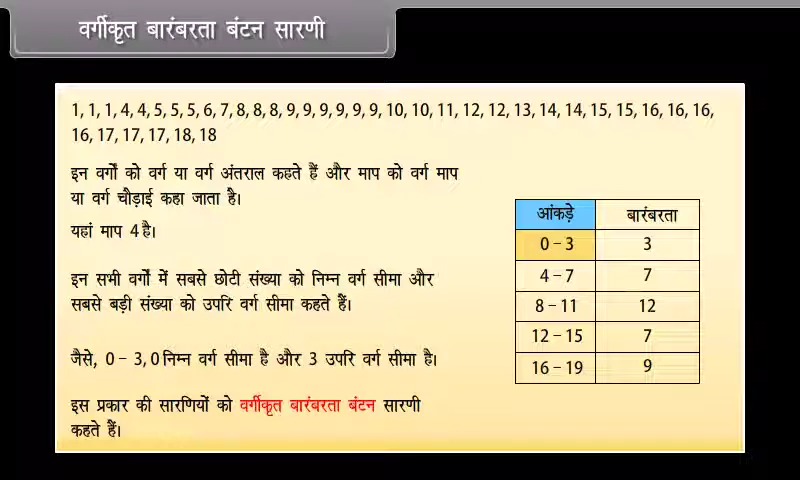 वर्गीकृत बारंबरता बंटन सारणी
1, 1, 1, 4, 4, 5, 5, 5, 6, 7, 8, 8, 8, 9, 9, 9, 9, 9, 9, 10, 10, 11, 12, 12, 13, 14, 14, 15, 15, 16, 16, 16,
16, 17, 17, 17, 18, 18
इन वर्गों को वर्ग या वर्ग अंतराल कहते हैं और माप को वर्ग माप
या वर्ग चौड़ाई कहा जाता है।
यहां माप 4 है।
इन सभी वर्गों में सबसे छोटी संख्या को निम्न वर्ग सीमा और
सबसे बड़ी संख्या को उपरि वर्ग सीमा कहते हैं।
जैसे, 0 – 3, 0 निम्न वर्ग सीमा है और 3 उपरि वर्ग सीमा है।
इस प्रकार की सारणियों को वर्गीकृत बारंबरता बंटन सारणी
कहते हैं।
आंकड़े बारंबरता
0 – 3 3
4 – 7 7
8 – 11 12
12 – 15 7
16 – 19 9